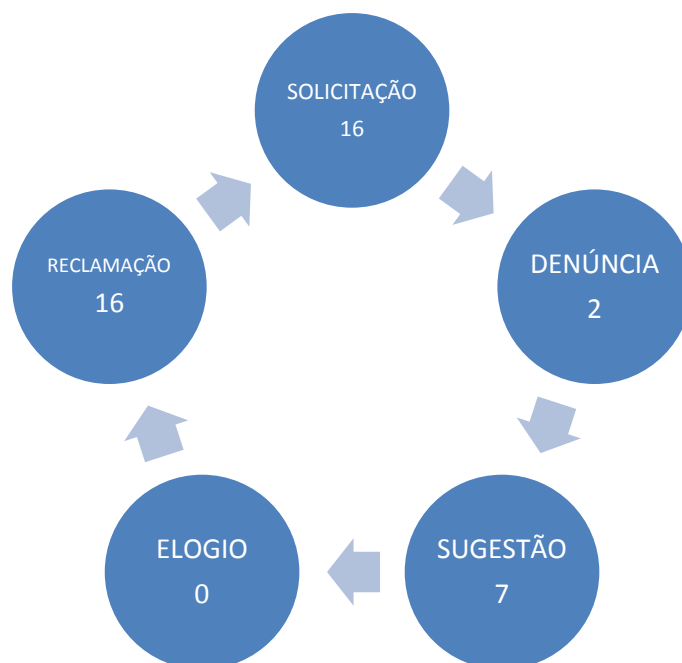 SOLICITAÇÃO
16
DENÚNCIA
2
SUGESTÃO
7
ELOGIO
0
RECLAMAÇÃO
16